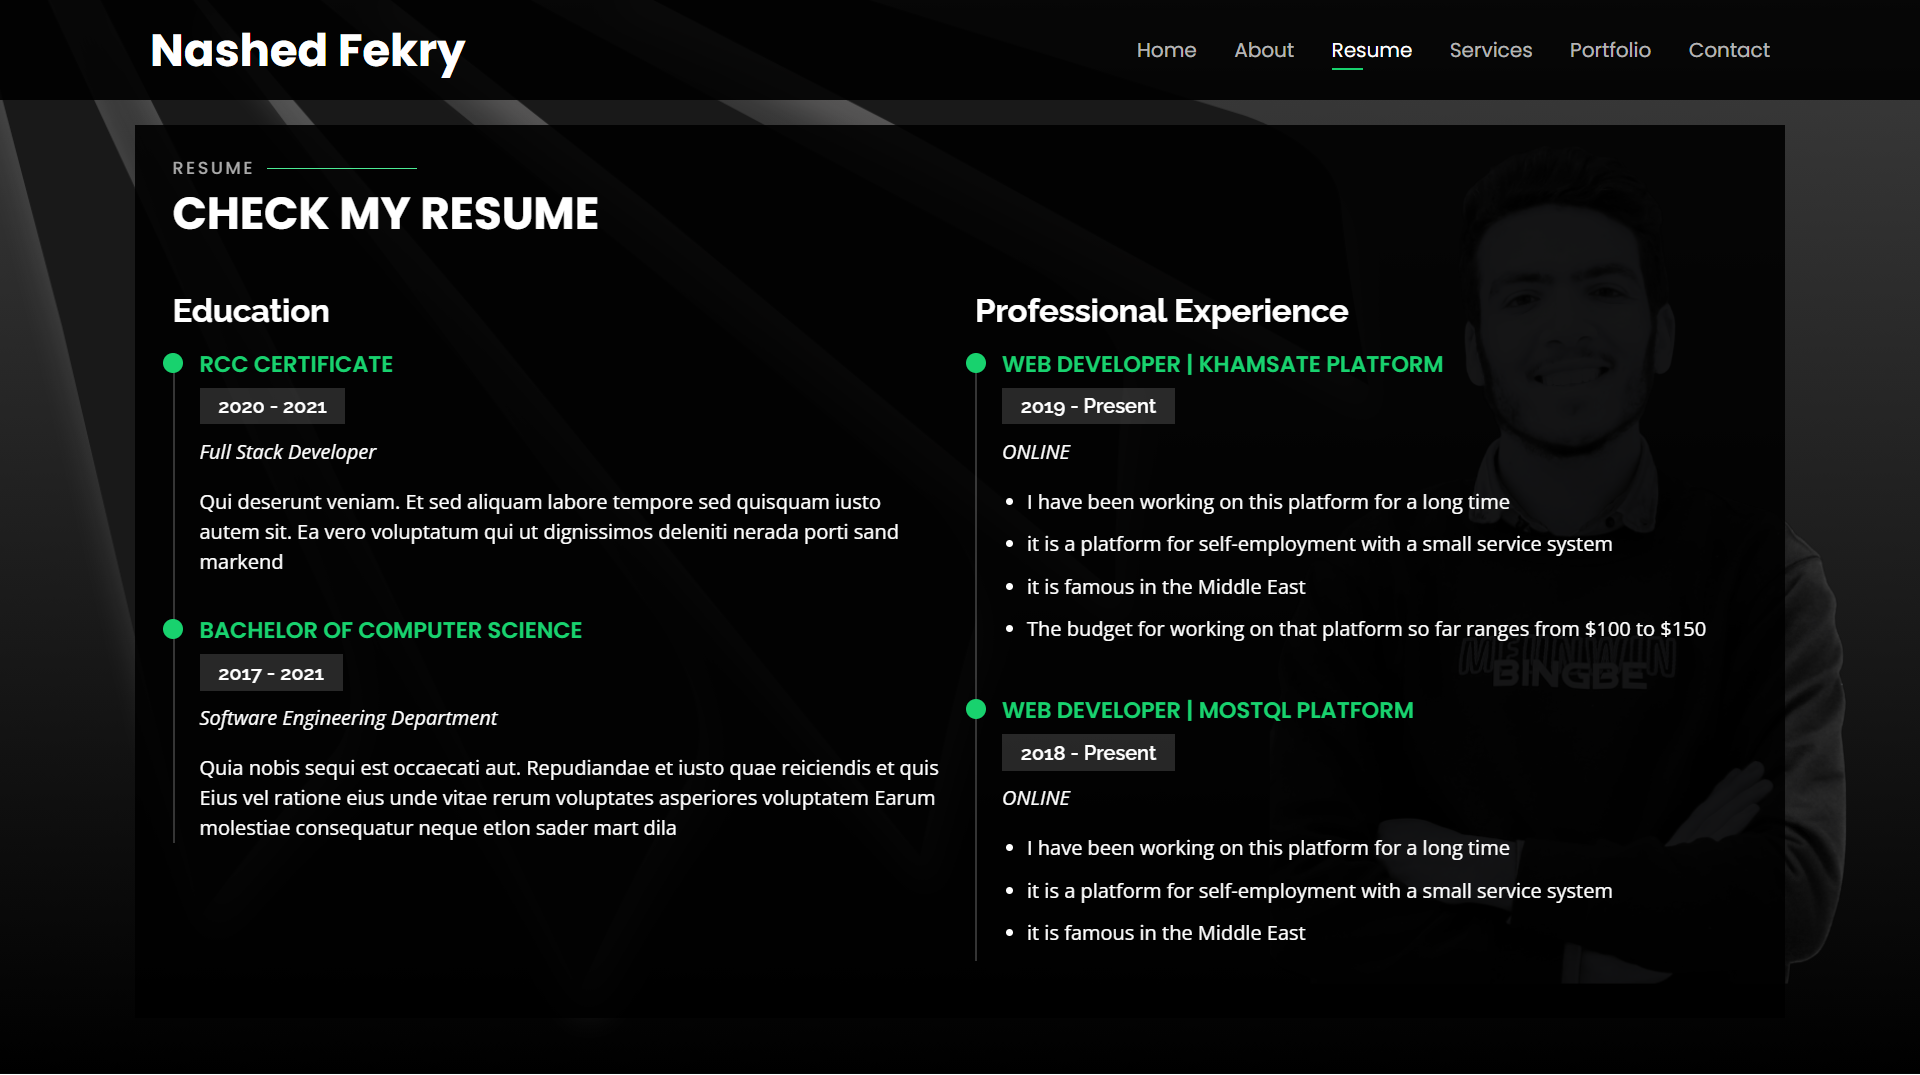 Nashed Fekry
Home About Resume Services Portfolio Contact
RESUME
CHECK MY RESUME
Education
RCC CERTIFICATE
2020 - 2021
Full Stack Developer
Qui deserunt veniam. Et sed aliquam labore tempore sed quisquam iusto
autem sit. Ea vero voluptatum qui ut dignissimos deleniti nerada porti sand
markend
BACHELOR OF COMPUTER SCIENCE
2017 - 2021
Software Engineering Department
Quia nobis sequi est occaecati aut. Repudiandae et iusto quae reiciendis et quis
Eius vel ratione eius unde vitae rerum voluptates asperiores voluptatem Earum
molestiae consequatur neque etlon sader mart dila
Professional Experience
WEB DEVELOPER | KHAMSATE PLATFORM
2019 - Present
ONLINE
• I have been working on this platform for a long time
• it is a platform for self-employment with a small service system
• it is famous in the Middle East
• The budget for working on that platform so far ranges from $100 to $150
WEB DEVELOPER | MOSTQL PLATFORM
2018 - Present
ONLINE
• I have been working on this platform for a long time
• it is a platform for self-employment with a small service system
• it is famous in the Middle East
BINGBE